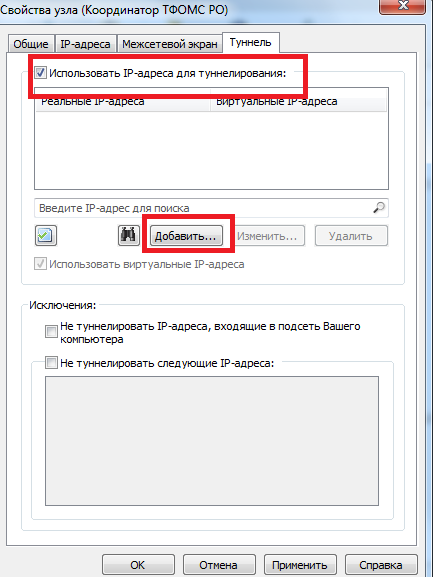 Свойства узла (Координатор ТФОМС РО)
Общие IP-адреса Межсетевой экран Туннель
Использовать IP-адреса для туннелирования:
Реальные IP-адреса Виртуальные IP-адреса
Введите IP-адрес для поиска
Добавить... Изменить... Удалить
Использовать виртуальные IP-адреса
Исключения:
Не туннелировать IP-адреса, входящие в подсеть Вашего
компьютера
Не туннелировать следующие IP-адреса:
OK Отмена Применить Справка